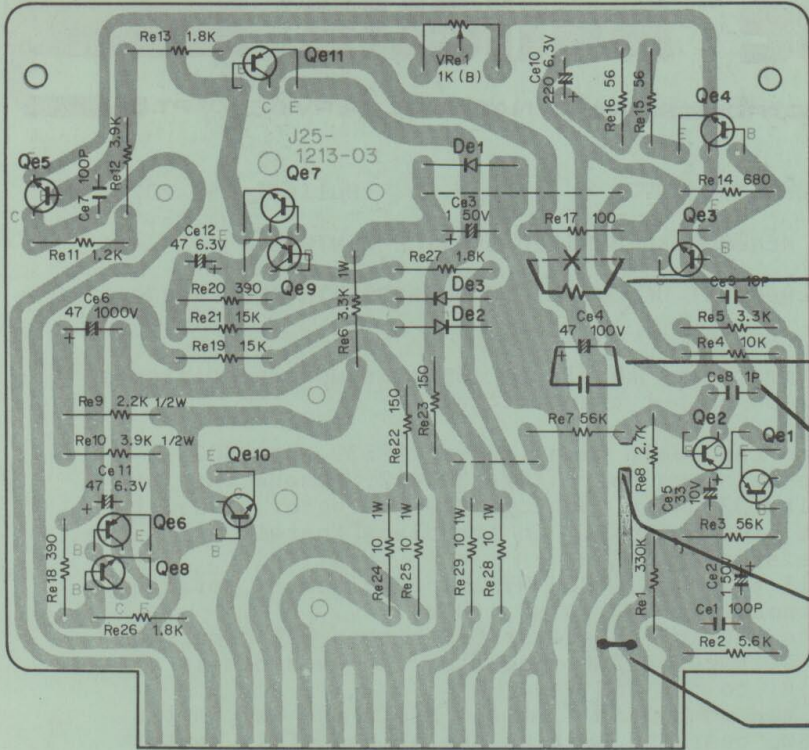 Re13 1.8K
Qe11
B C E
VRe1
1K (B)
Ce10
220 6.3V
+
Re16 56
Re15 56
Qe4
E B
J25-
1213-03
Qe5
C
Ce7 100P
Re12 3.9K
Re11 1.2K
Qe7
De1
Ce3
1 50V
+
Re14 680
Re17 100
Qe3
B
Ce12
47 6.3V
+
Qe9
Re27 1.8K
De3
De2
Re6 3.3K 1W
Re20 390
Re21 15K
Re19 15K
Ce6
47 1000V
+
Ce4
47 100V
+
Ce9 10P
Re5 3.3K
Re4 10K
Ce8 1P
Re9 2.2K 1/2W
Re10 3.9K 1/2W
Re22 150
Re23 150
Re7 56K
Re8 2.7K
Qe2
C
Qe1
B
Ce5
33
10V
+
Ce11
47 6.3V
+
Qe10
E
B
Qe6
Qe8
B
C E
B
Re18 390
Re26 1.8K
Re24 10 1W
Re25 10 1W
Re29 10 1W
Re28 10 1W
Re3 56K
Re1 330K
Ce2
1 50V
+
Ce1 100P
Re2 5.6K